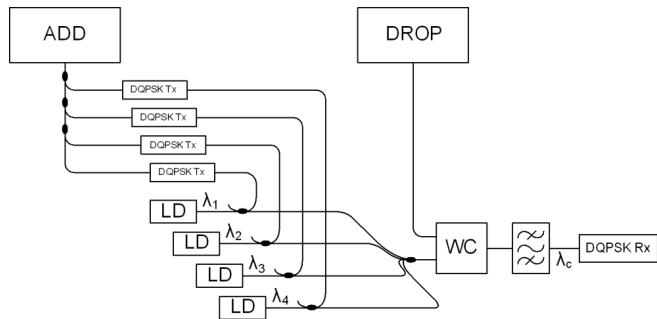 ADD
DROP
DQPSK Tx
DQPSK Tx
DQPSK Tx
DQPSK Tx
LD
λ1
LD
λ2
LD
λ3
LD
λ4
WC
λc
DQPSK Rx